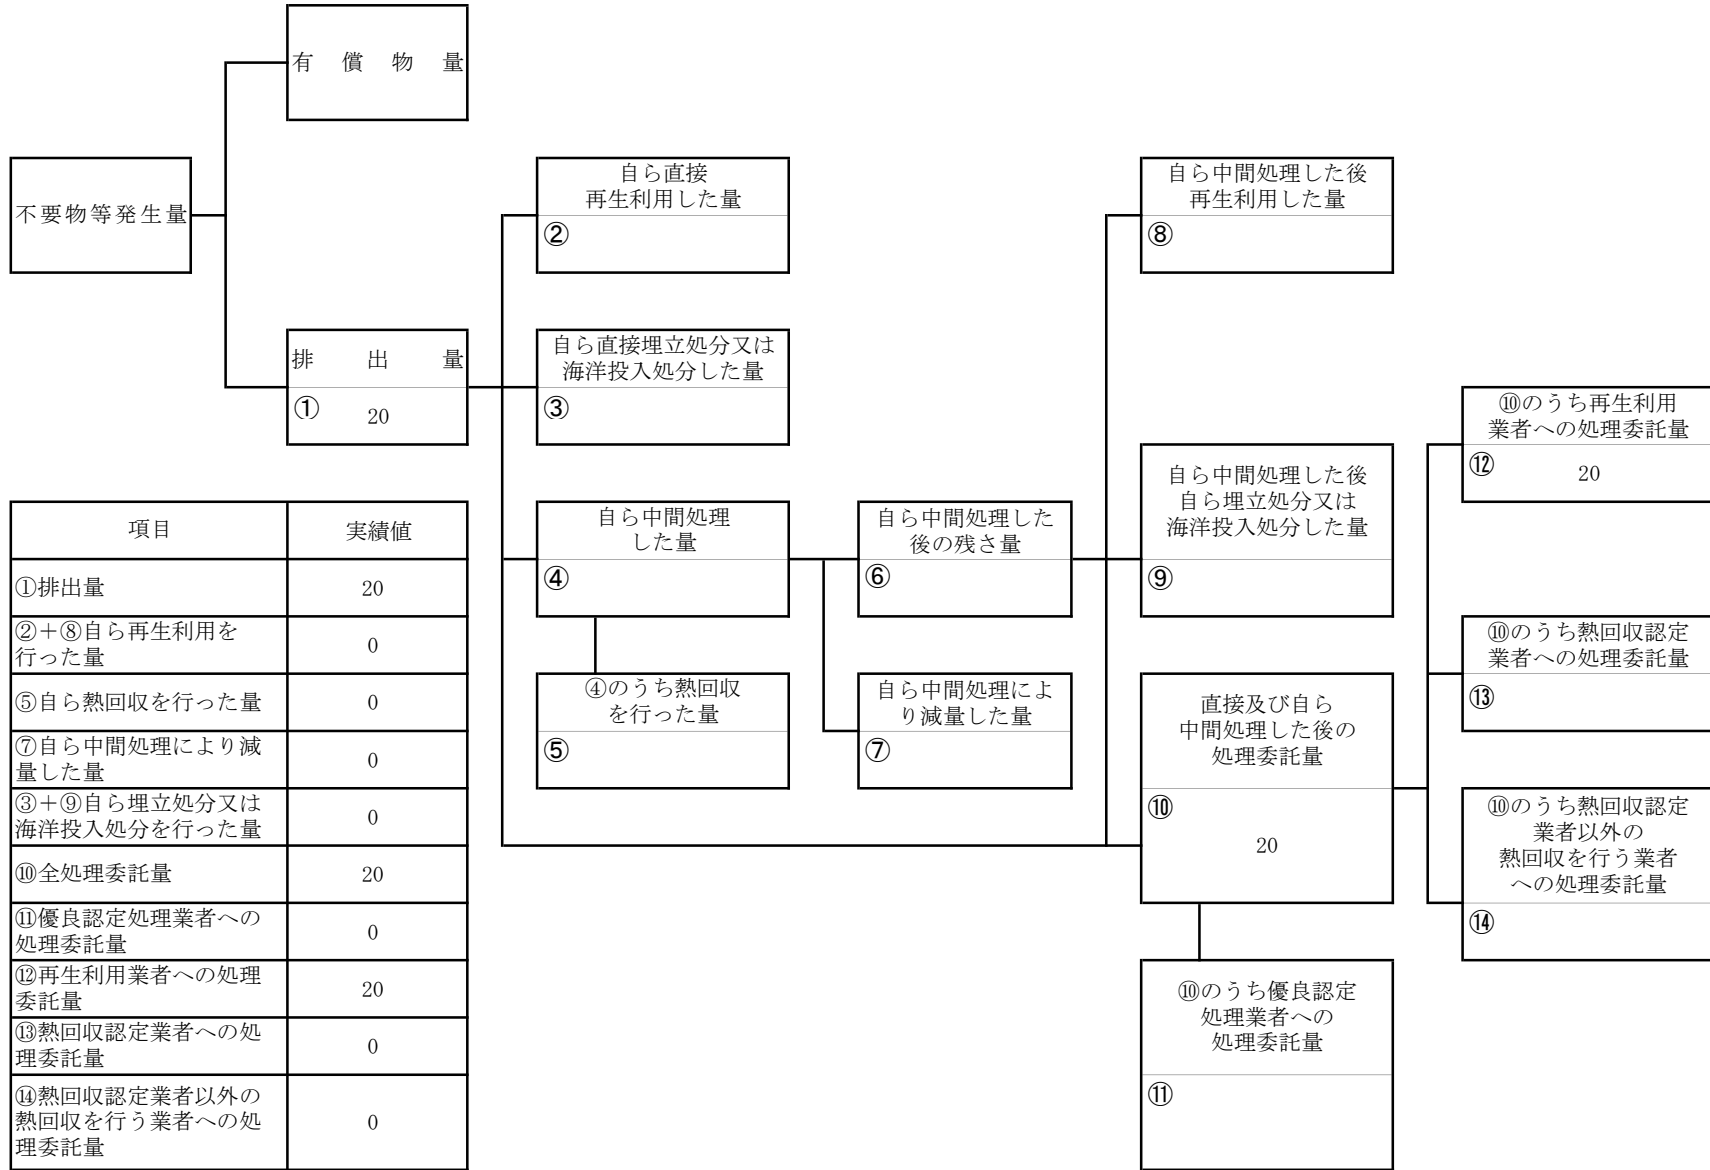 有償物量
不要物等発生量
排出量
① 20
自ら直接
再生利用した量
②
自ら直接埋立処分又は
海洋投入処分した量
③
自ら中間処理
した量
④
④のうち熱回収
を行った量
⑤
自ら中間処理した
後の残さ量
⑥
自ら中間処理によ
り減量した量
⑦
自ら中間処理した後
再生利用した量
⑧
自ら中間処理した後
自ら埋立処分又は
海洋投入処分した量
⑨
直接及び自ら
中間処理した後の
処理委託量
⑩
20
⑩のうち優良認定
処理業者への
処理委託量
⑪
⑩のうち再生利用
業者への処理委託量
⑫ 20
⑩のうち熱回収認定
業者への処理委託量
⑬
⑩のうち熱回収認定
業者以外の
熱回収を行う業者
への処理委託量
⑭
項目 実績値
①排出量 20
②＋⑧自ら再生利用を
行った量 0
⑤自ら熱回収を行った量 0
⑦自ら中間処理により減
量した量 0
③＋⑨自ら埋立処分又は
海洋投入処分を行った量 0
⑩全処理委託量 20
⑪優良認定処理業者への
処理委託量 0
⑫再生利用業者への処理
委託量 20
⑬熱回収認定業者への処
理委託量 0
⑭熱回収認定業者以外の
熱回収を行う業者への処
理委託量 0